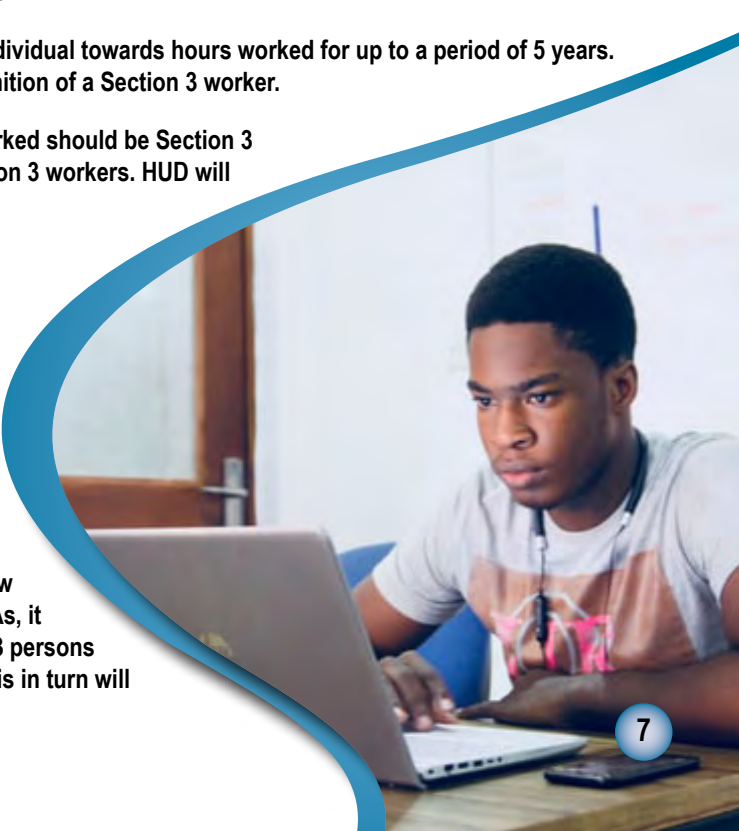 dividual towards hours worked for up to a period of 5 years.
nition of a Section 3 worker.
rked should be Section 3
on 3 workers. HUD will
w
As, it
3 persons
is in turn will
7